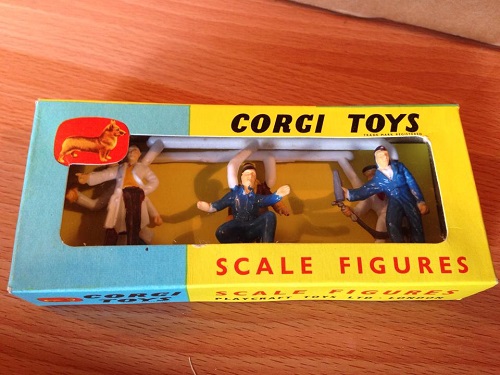 CORGI TOYS
TRADE MARK REGISTERED
SCALE FIGURES
CORGI TOYS
SCALE FIGURES
PLAYCRAFT TOYS LTD · LONDON